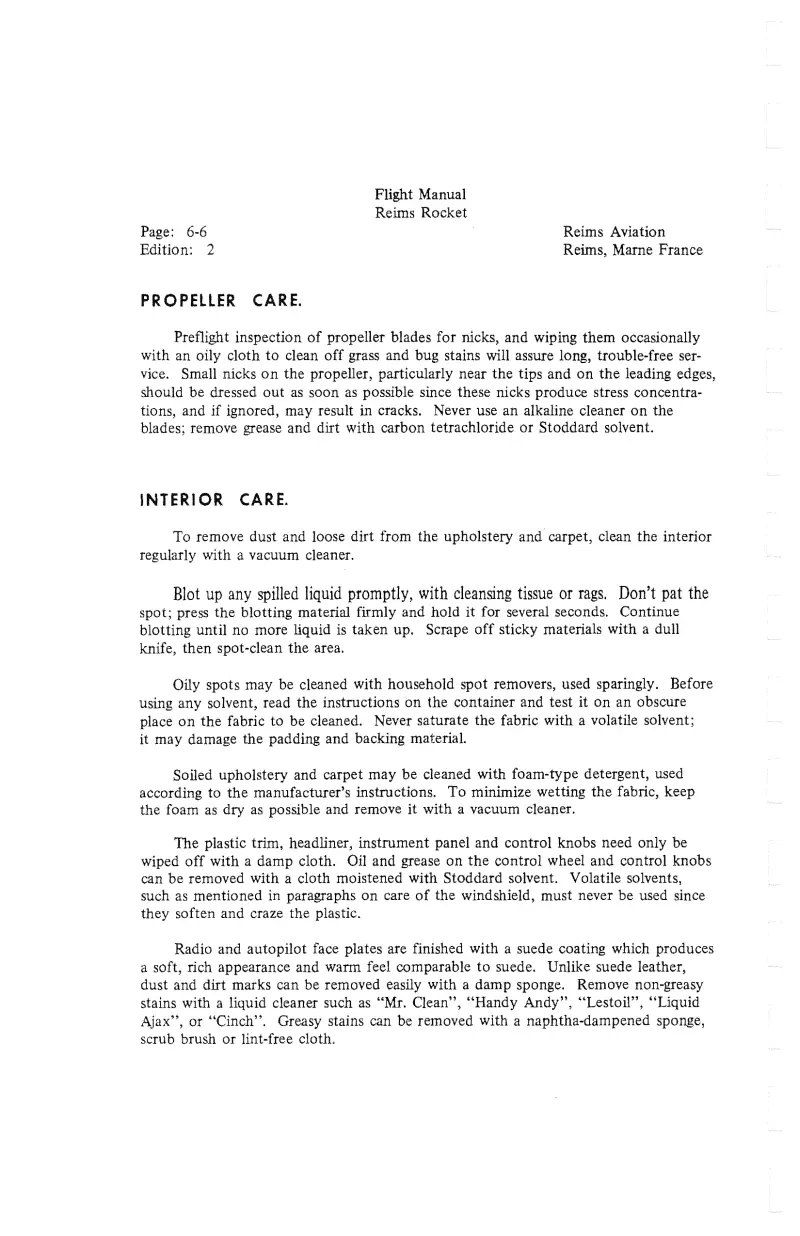 Flight Manual
Reims Rocket
Page: 6-6
Reims Aviation
Edition: 2
Reims, Marne France
PROPELLER CARE.
Preflight inspection of propeller blades for nicks, and wiping them occasionally
with an oily cloth to clean off grass and bug stains will assure long, trouble-free ser-
vice. Small nicks on the propeller, particularly near the tips and on the leading edges,
should be dressed out as soon as possible since these nicks produce stress concentra-
tions, and if ignored, may result in cracks. Never use an alkaline cleaner on the
blades; remove grease and dirt with carbon tetrachloride or Stoddard solvent.
INTERIOR CARE.
To remove dust and loose dirt from the upholstery and carpet, clean the interior
regularly with a vacuum cleaner.
Blot up any spilled liquid promptly, with cleansing tissue or rags. Don't pat the
spot; press the blotting material firmly and hold it for several seconds. Continue
blotting until no more liquid is taken up. Scrape off sticky materials with a dull
knife, then spot-clean the area.
Oily spots may be cleaned with household spot removers, used sparingly. Before
using any solvent, read the instructions on the container and test it on an obscure
place on the fabric to be cleaned. Never saturate the fabric with a volatile solvent;
it may damage the padding and backing material.
Soiled upholstery and carpet may be cleaned with foam-type detergent, used
according to the manufacturer's instructions. To minimize wetting the fabric, keep
the foam as dry as possible and remove it with a vacuum cleaner.
The plastic trim, headliner, instrument panel and control knobs need only be
wiped off with a damp cloth. Oil and grease on the control wheel and control knobs
can be removed with a cloth moistened with Stoddard solvent. Volatile solvents,
such as mentioned in paragraphs on care of the windshield, must never be used since
they soften and craze the plastic.
Radio and autopilot face plates are finished with a suede coating which produces
a soft, rich appearance and warm feel comparable to suede. Unlike suede leather,
dust and dirt marks can be removed easily with a damp sponge. Remove non-greasy
stains with a liquid cleaner such as "Mr. Clean", "Handy Andy", "Lestoil", "Liquid
Ajax", or "Cinch". Greasy stains can be removed with a naphtha-dampened sponge,
scrub brush or lint-free cloth.